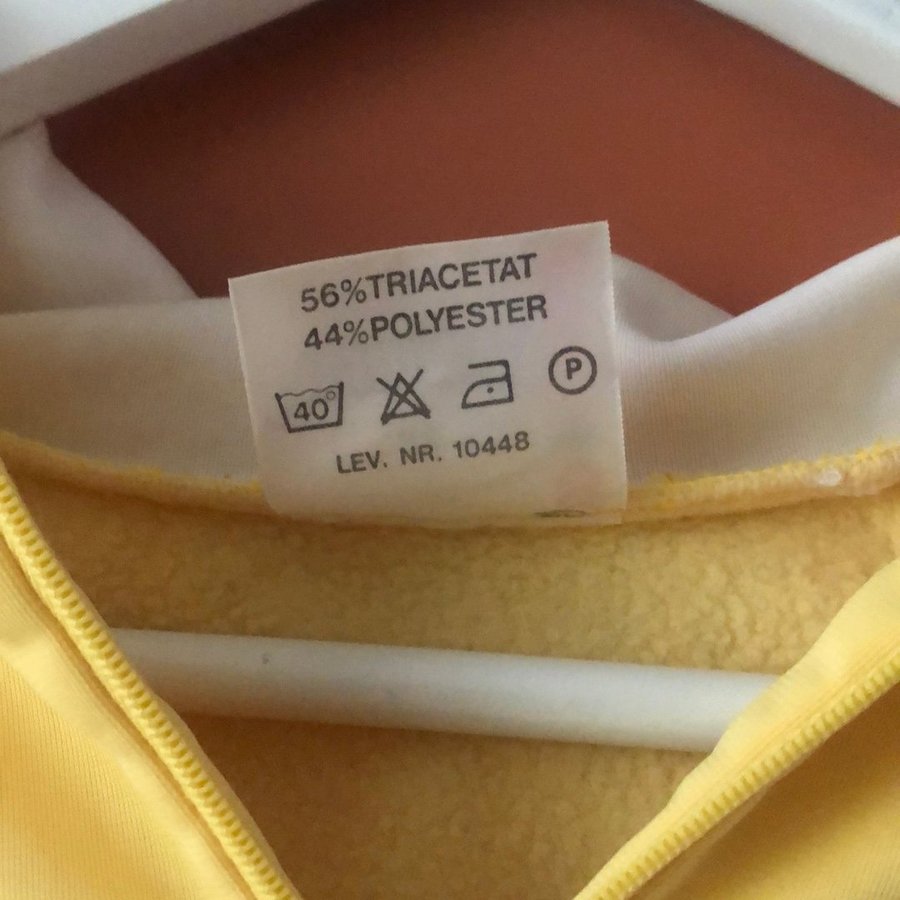 56%TRIACETAT
44%POLYESTER
40° P
LEV. NR. 10448